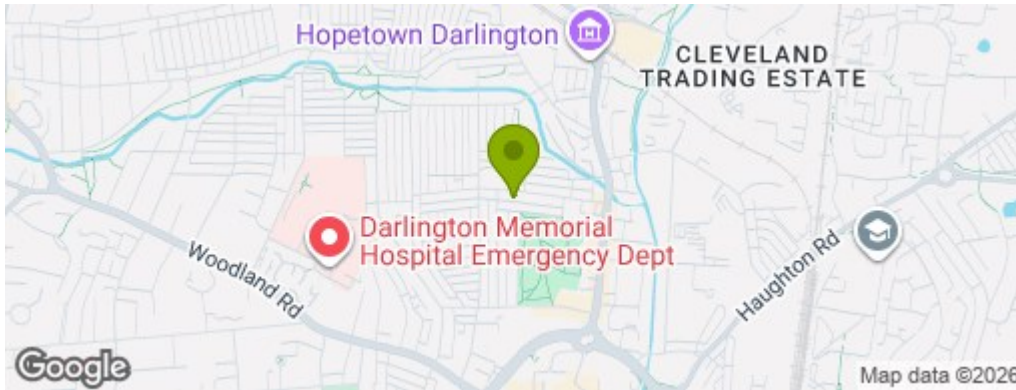 Hopetown Darlington
CLEVELAND
TRADING ESTATE
Darlington Memorial
Hospital Emergency Dept
Woodland Rd
Haughton Rd
Google
Map data ©2026